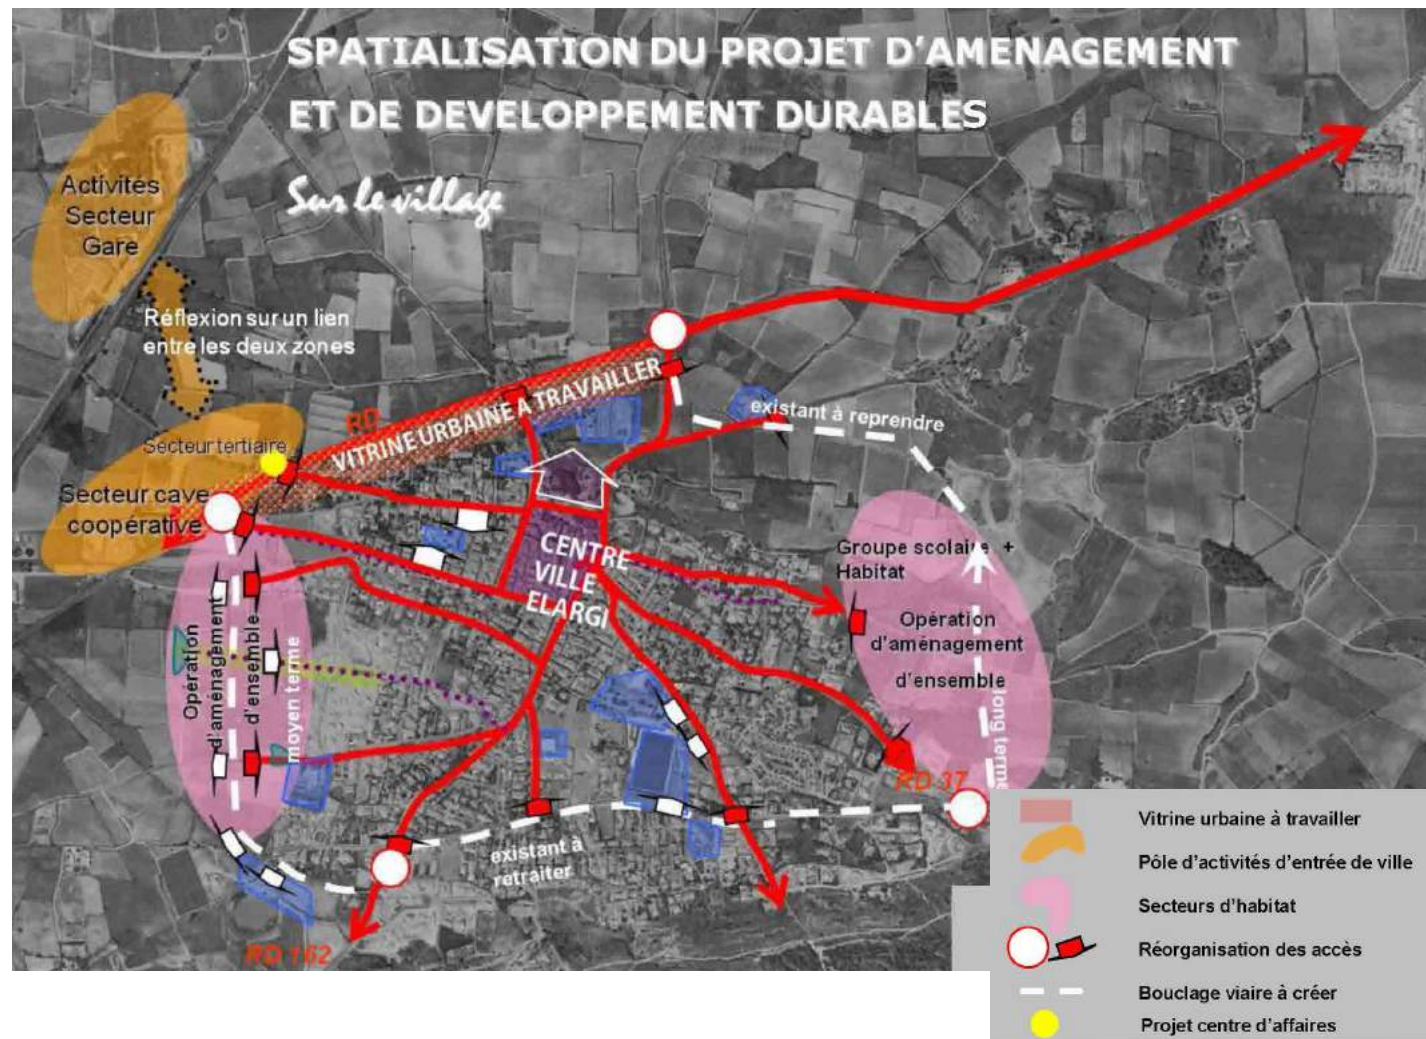 SPATIALISATION DU PROJET D'AMENAGEMENT
ET DE DEVELOPPEMENT DURABLES
Sur le village
Activités
Secteur
Gare
Réflexion sur un lien
entre les deux zones
RD
VITRINE URBAINE A TRAVAILLER
existant à reprendre
Secteur tertiaire
Secteur cave
coopérative
CENTRE
VILLE
ELARGI
Groupe scolaire +
Habitat
Opération
d'aménagement
d'ensemble
long terme
Opération
d'aménagement
d'ensemble
moyen terme
RD 37
existant à
retraiter
RD 162
Vitrine urbaine à travailler
Pôle d'activités d'entrée de ville
Secteurs d'habitat
Réorganisation des accès
Bouclage viaire à créer
Projet centre d'affaires